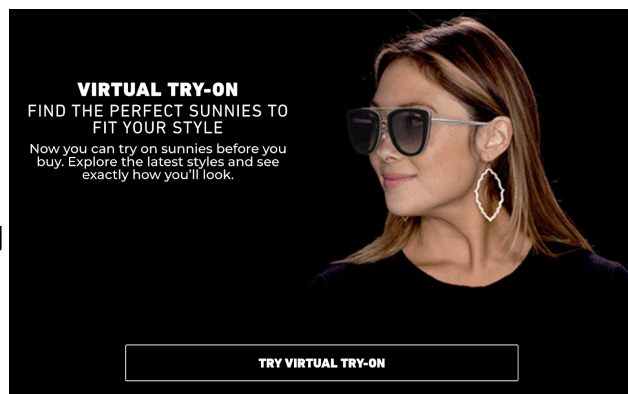 VIRTUAL TRY-ON
FIND THE PERFECT SUNNIES TO
FIT YOUR STYLE
Now you can try on sunnies before you
buy. Explore the latest styles and see
exactly how you'll look.
TRY VIRTUAL TRY-ON